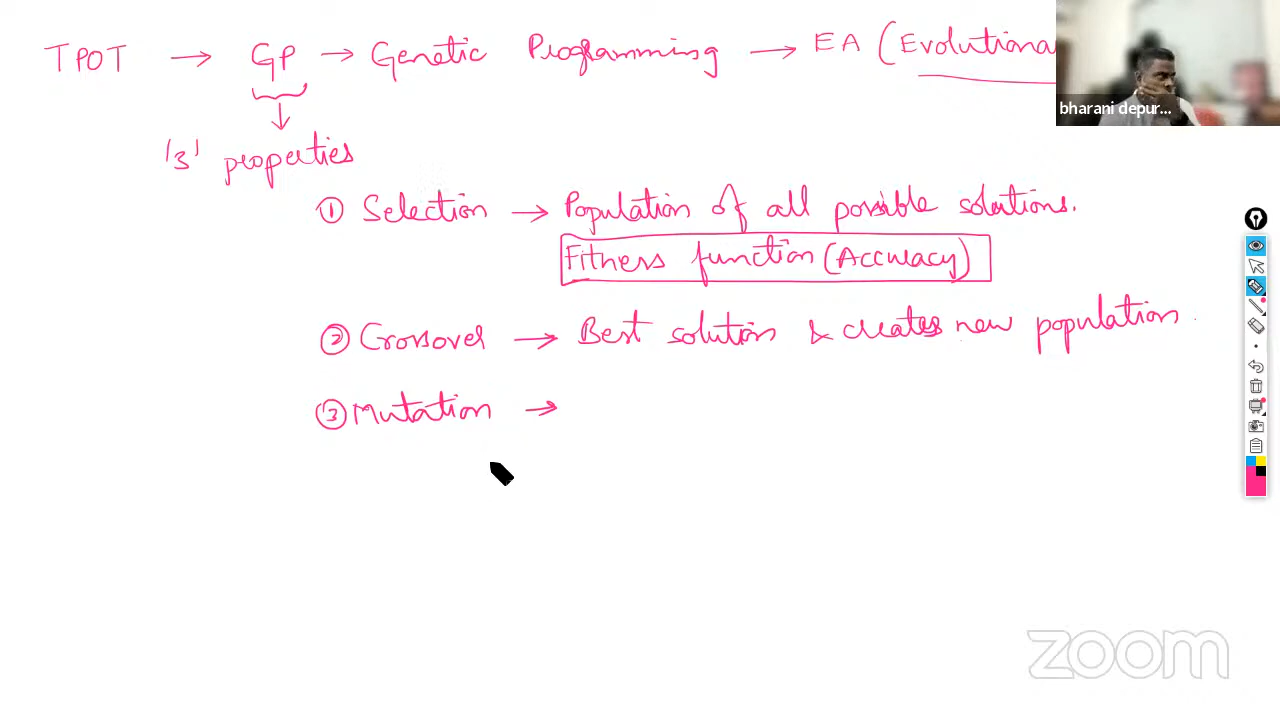 TPOT → GP → Genetic Programming → EA (Evolutiona
bharani depur...
'3' properties
① Selection → Population of all possible solutions.
Fitness function (Accuracy)
② Crossover → Best solution & creates new population.
③ Mutation →
zoom